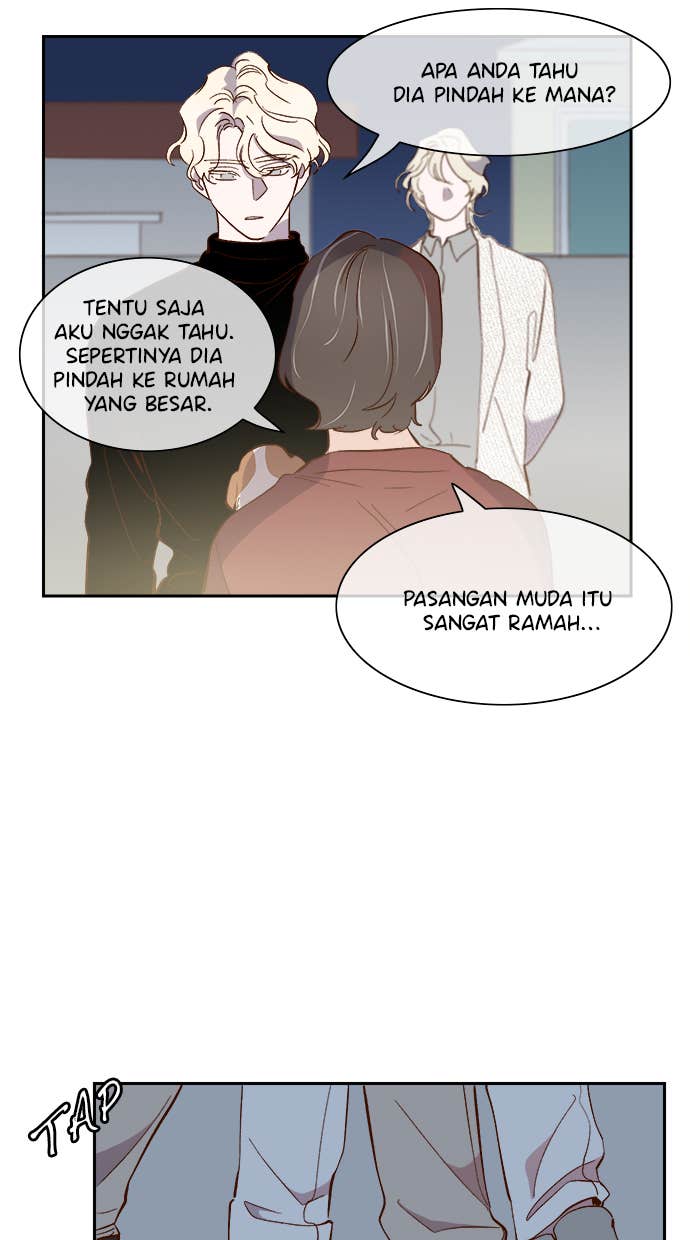 APA ANDA TAHU
DIA PINDAH KE MANA?
TENTU SAJA
AKU NGGAK TAHU.
SEPERTINYA DIA
PINDAH KE RUMAH
YANG BESAR.
PASANGAN MUDA ITU
SANGAT RAMAH...
TAP